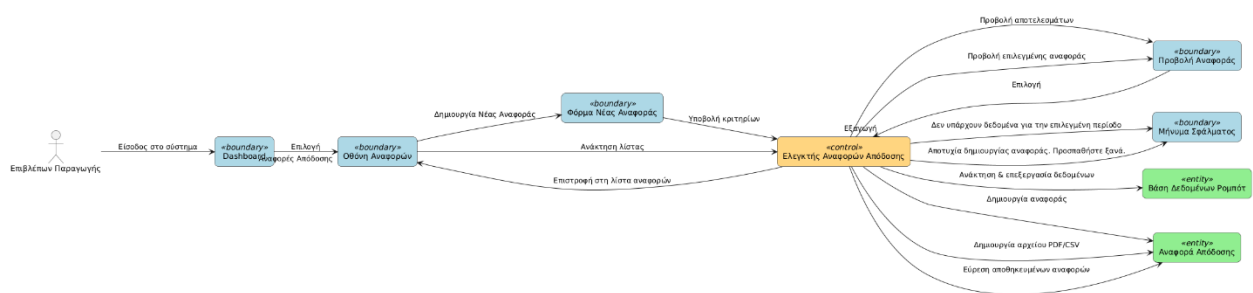 Επιβλέπων Παραγωγής
Είσοδος στο σύστημα
«boundary»
Dashboard
Επιλογή
Αναφορές Απόδοσης
«boundary»
Οθόνη Αναφορών
Δημιουργία Νέας Αναφοράς
«boundary»
Φόρμα Νέας Αναφοράς
Υποβολή κριτηρίων
Ανάκτηση λίστας
Επιστροφή στη λίστα αναφορών
«control»
Ελεγκτής Αναφορών Απόδοσης
Προβολή αποτελεσμάτων
Προβολή επιλεγμένης αναφοράς
Επιλογή
Εξαγωγή
«boundary»
Προβολή Αναφοράς
Δεν υπάρχουν δεδομένα για την επιλεγμένη περίοδο
Αποτυχία δημιουργίας αναφοράς. Προσπαθήστε ξανά.
«boundary»
Μήνυμα Σφάλματος
Ανάκτηση & επεξεργασία δεδομένων
«entity»
Βάση Δεδομένων Ρομπότ
Δημιουργία αναφοράς
Δημιουργία αρχείου PDF/CSV
Εύρεση αποθηκευμένων αναφορών
«entity»
Αναφορά Απόδοσης